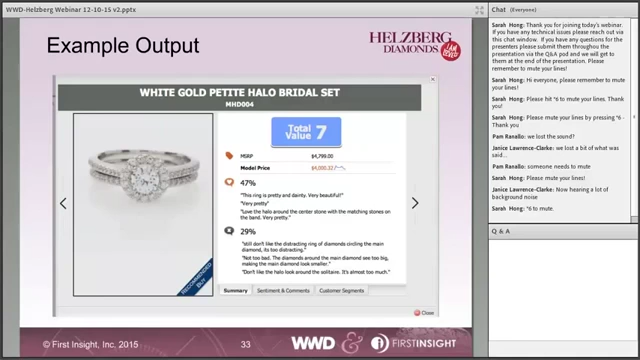 WWD-Helzberg Webinar 12-10-15 v2.pptx
Example Output
HELZBERG
DIAMONDS
I AM
LOVED
WHITE GOLD PETITE HALO BRIDAL SET
MHD004
Total
Value 7
MSRP $4,799.00
Model Price
47%
"This ring is pretty and dainty. Very beautiful!"
"Very pretty"
"Love the halo around the center stone with the matching stones on
the band. Very pretty."
29%
"Still don't like the distracting ring of diamonds circling the main
diamond, its too distracting."
"Not too bad. The diamonds around the main diamond see too big,
making the main diamond look smaller."
"Don't like the halo look around the solitaire. It's almost too much."
RECOMMENDED
BUY
Summary Sentiment & Comments Customer Segments
Close
© First Insight, Inc, 2015
33
WWD & FIRSTINSIGHT
Chat (Everyone)
Sarah Hong: Thank you for joining today's webinar.
If you have any technical issues please reach out via
this chat window. If you have any questions for the
presenters please submit them throughout the
presentation via the Q&A pod and we will get to
them at the end of the presentation. Please
remember to mute your lines!
Sarah Hong: Hi everyone, please remember to mute
your lines!
Sarah Hong: Please hit *6 to mute your lines. Thank
you!
Sarah Hong: Please mute your lines by pressing *6 -
Thank you
Pam Ranallo: we lost the sound?
Janice Lawrence-Clarke: we lost a bit of what was
said...
Pam Ranallo: someone needs to mute
Sarah Hong: Please mute your lines!
Janice Lawrence-Clarke: Now hearing a lot of
background noise
Sarah Hong: *6 to mute.
Q & A